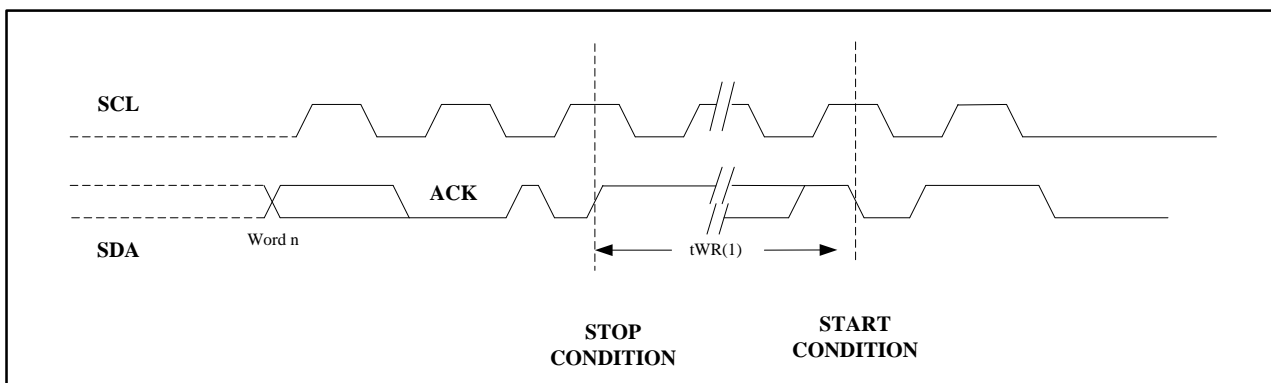 SCL
ACK
Word n
SDA
tWR(1)
STOP
CONDITION
START
CONDITION